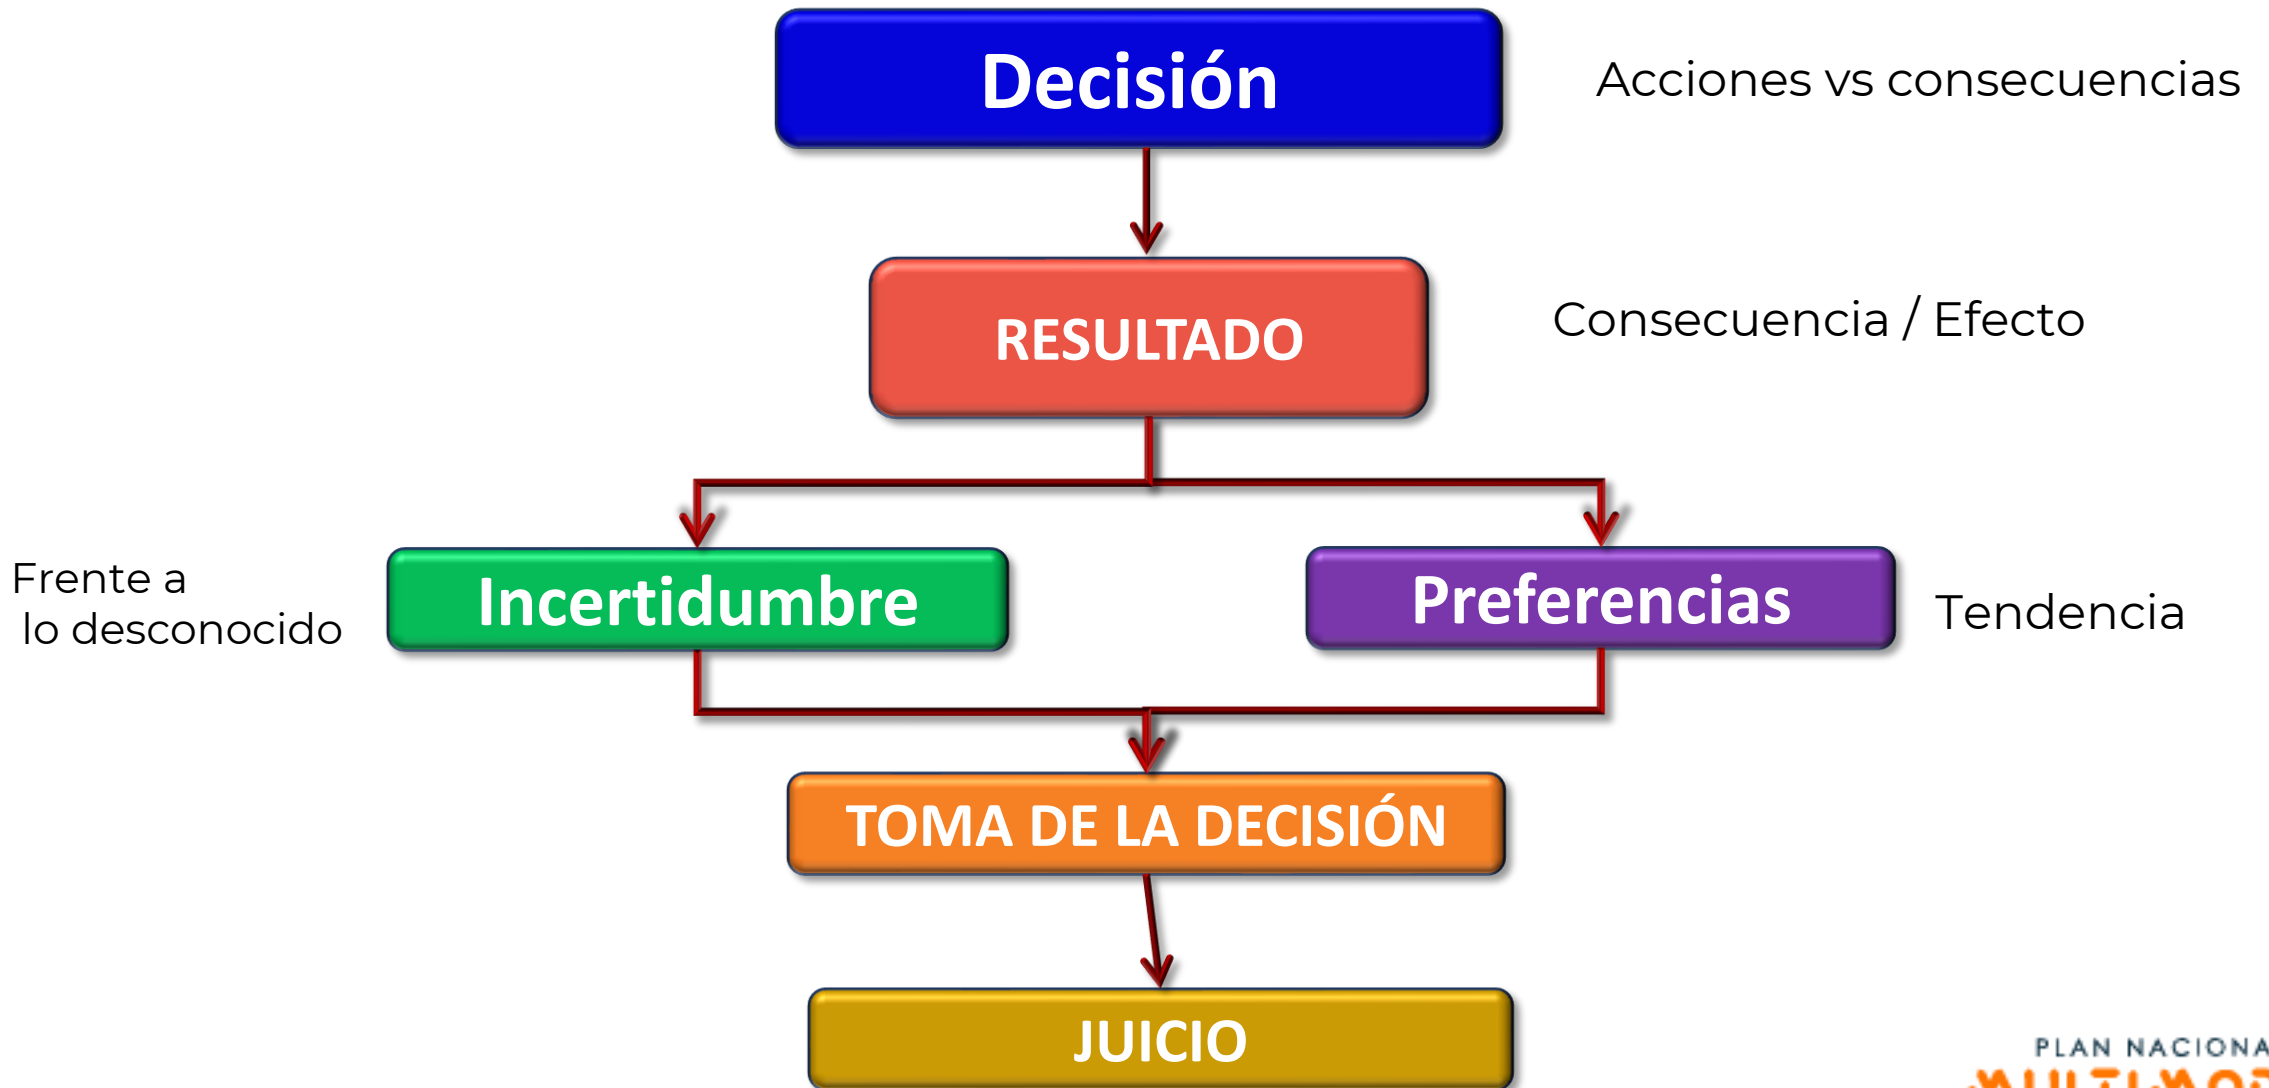 Decisión
Acciones vs consecuencias
RESULTADO
Consecuencia / Efecto
Frente a
lo desconocido
Incertidumbre
Preferencias
Tendencia
TOMA DE LA DECISIÓN
JUICIO
PLAN NACIONA